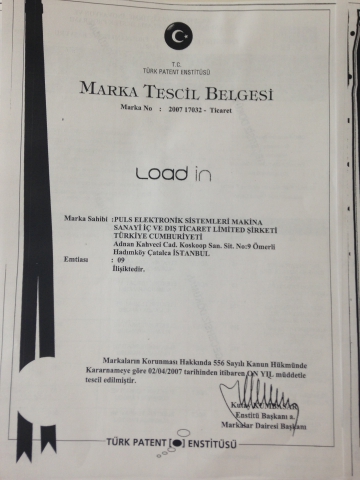 T.C.
TÜRK PATENT ENSTİTÜSÜ
MARKA TESCİL BELGESİ
Marka No : 2007 17032 - Ticaret
Load in
Marka Sahibi :PULS ELEKTRONİK SİSTEMLERİ MAKİNA
SANAYİ İÇ VE DIŞ TİCARET LİMİTED ŞİRKETİ
TÜRKİYE CUMHURİYETİ
Adnan Kahveci Cad. Koskoop San. Sit. No:9 Ömerli
Hadımköy Çatalca İSTANBUL
Emtiası : 09
İlişiktedir.
Markaların Korunması Hakkında 556 Sayılı Kanun Hükmünde
Kararnameye göre 02/04/2007 tarihinden itibaren ON YIL müddetle
tescil edilmiştir.
KUMBASAR
Enstitü Başkanı a.
Markalar Dairesi Başkanı
TÜRK PATENT ENSTİTÜSÜ